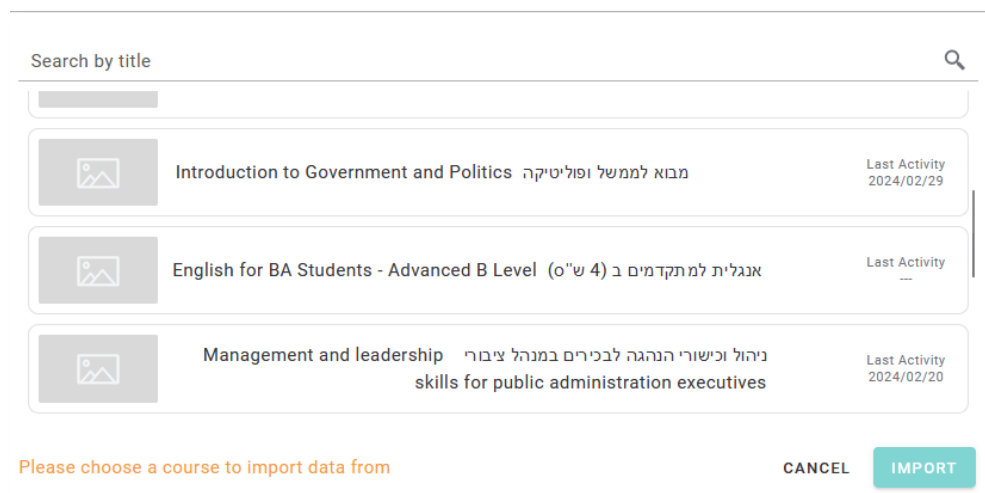 Search by title
Introduction to Government and Politics מבוא לממשל ופוליטיקה
Last Activity
2024/02/29
English for BA Students - Advanced B Level אנגלית למתקדמים ב (4 ש"ס)
Last Activity
---
ניהול וכישורי הנהגה לבכירים במנהל ציבורי Management and leadership
skills for public administration executives
Last Activity
2024/02/20
Please choose a course to import data from
CANCEL
IMPORT